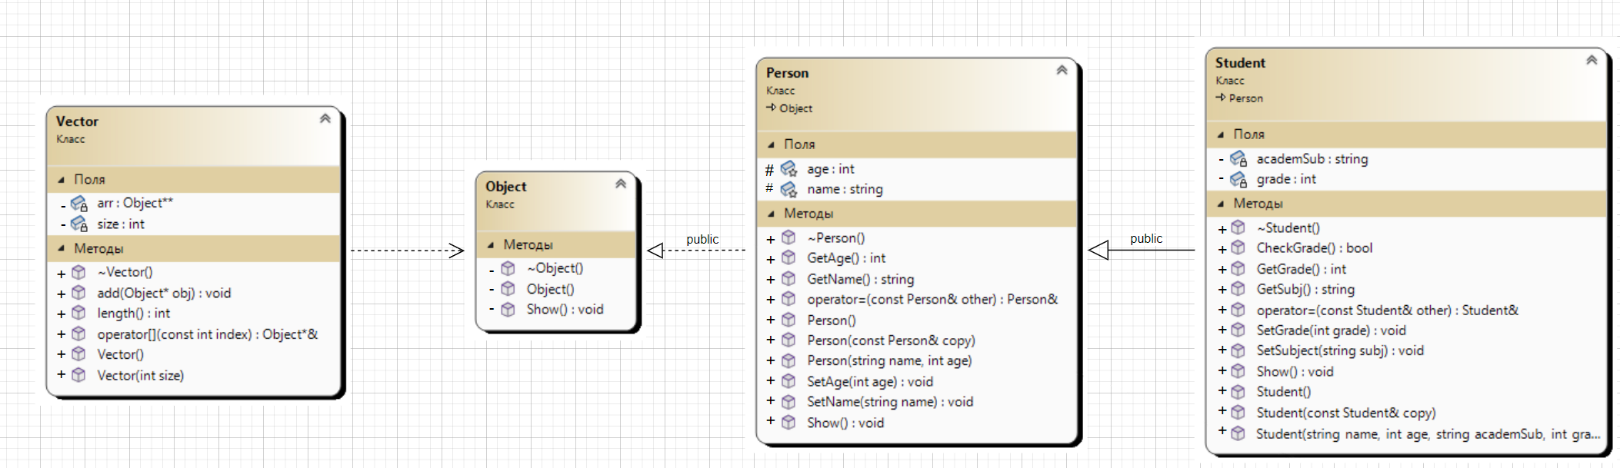 Vector
Класс
Поля
- arr : Object**
- size : int
Методы
+ ~Vector()
+ add(Object* obj) : void
+ length() : int
+ operator[](const int index) : Object*&
+ Vector()
+ Vector(int size)
Object
Класс
Методы
- ~Object()
- Object()
- Show() : void
public
Person
Класс
Object
Поля
# age : int
# name : string
Методы
+ ~Person()
+ GetAge() : int
+ GetName() : string
+ operator=(const Person& other) : Person&
+ Person()
+ Person(const Person& copy)
+ Person(string name, int age)
+ SetAge(int age) : void
+ SetName(string name) : void
+ Show() : void
public
Student
Класс
Person
Поля
- academSub : string
- grade : int
Методы
+ ~Student()
+ CheckGrade() : bool
+ GetGrade() : int
+ GetSubj() : string
+ operator=(const Student& other) : Student&
+ SetGrade(int grade) : void
+ SetSubject(string subj) : void
+ Show() : void
+ Student()
+ Student(const Student& copy)
+ Student(string name, int age, string academSub, int gra...